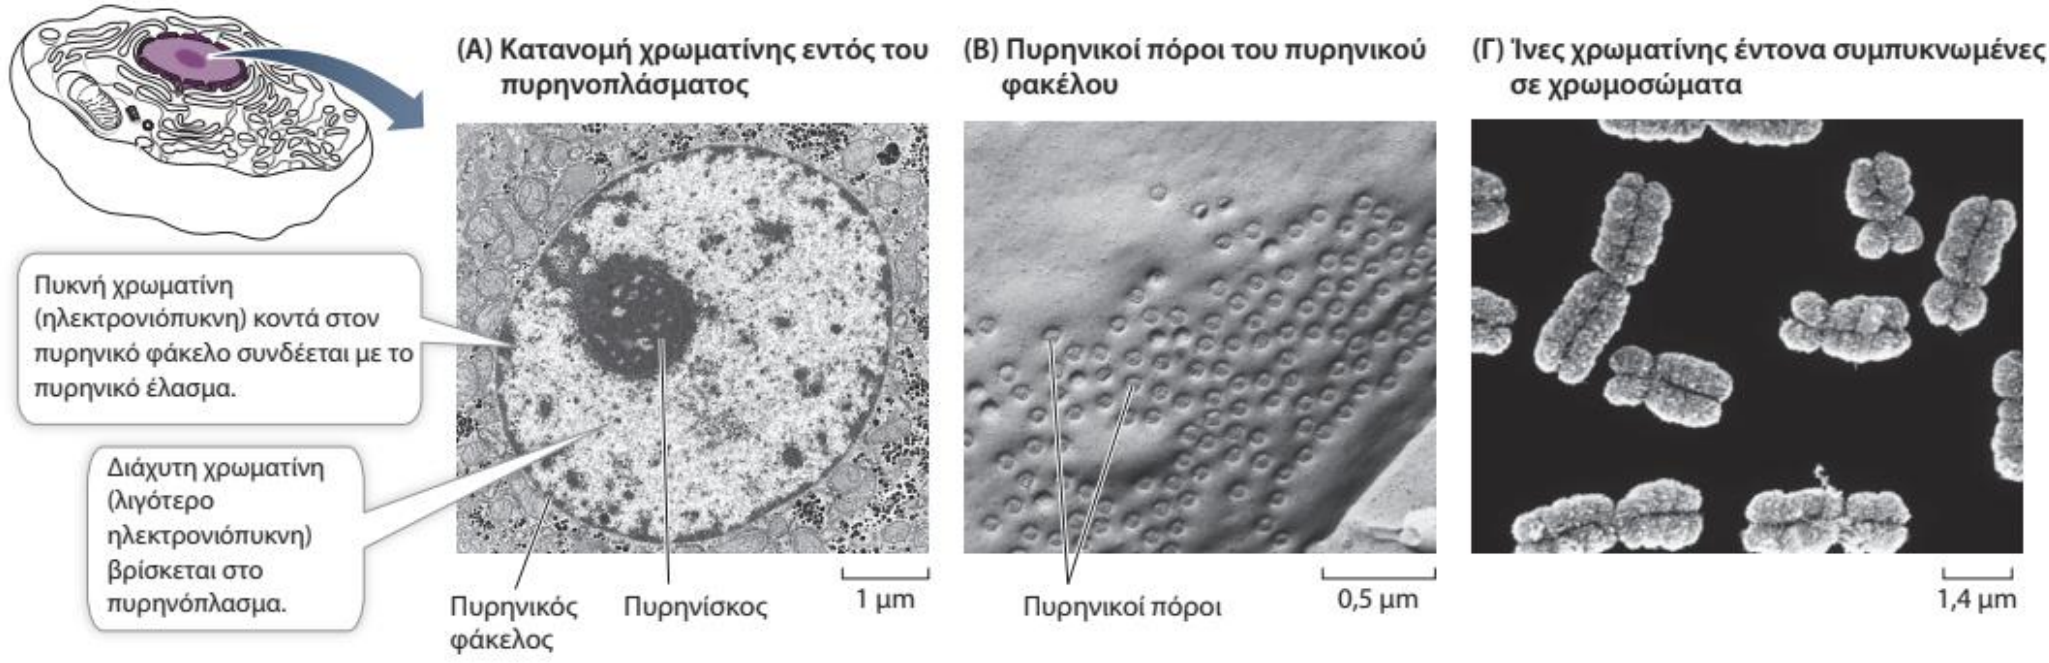 (Α) Κατανομή χρωματίνης εντός του
πυρηνοπλάσματος
(Β) Πυρηνικοί πόροι του πυρηνικού
φακέλου
(Γ) Ίνες χρωματίνης έντονα συμπυκνωμένες
σε χρωμοσώματα
Πυκνή χρωματίνη
(ηλεκτρονιόπυκνη) κοντά στον
πυρηνικό φάκελο συνδέεται με το
πυρηνικό έλασμα.
Διάχυτη χρωματίνη
(λιγότερο
ηλεκτρονιόπυκνη)
βρίσκεται στο
πυρηνόπλασμα.
Πυρηνικός
φάκελος
Πυρηνίσκος
1 μm
Πυρηνικοί πόροι
0,5 μm
1,4 μm